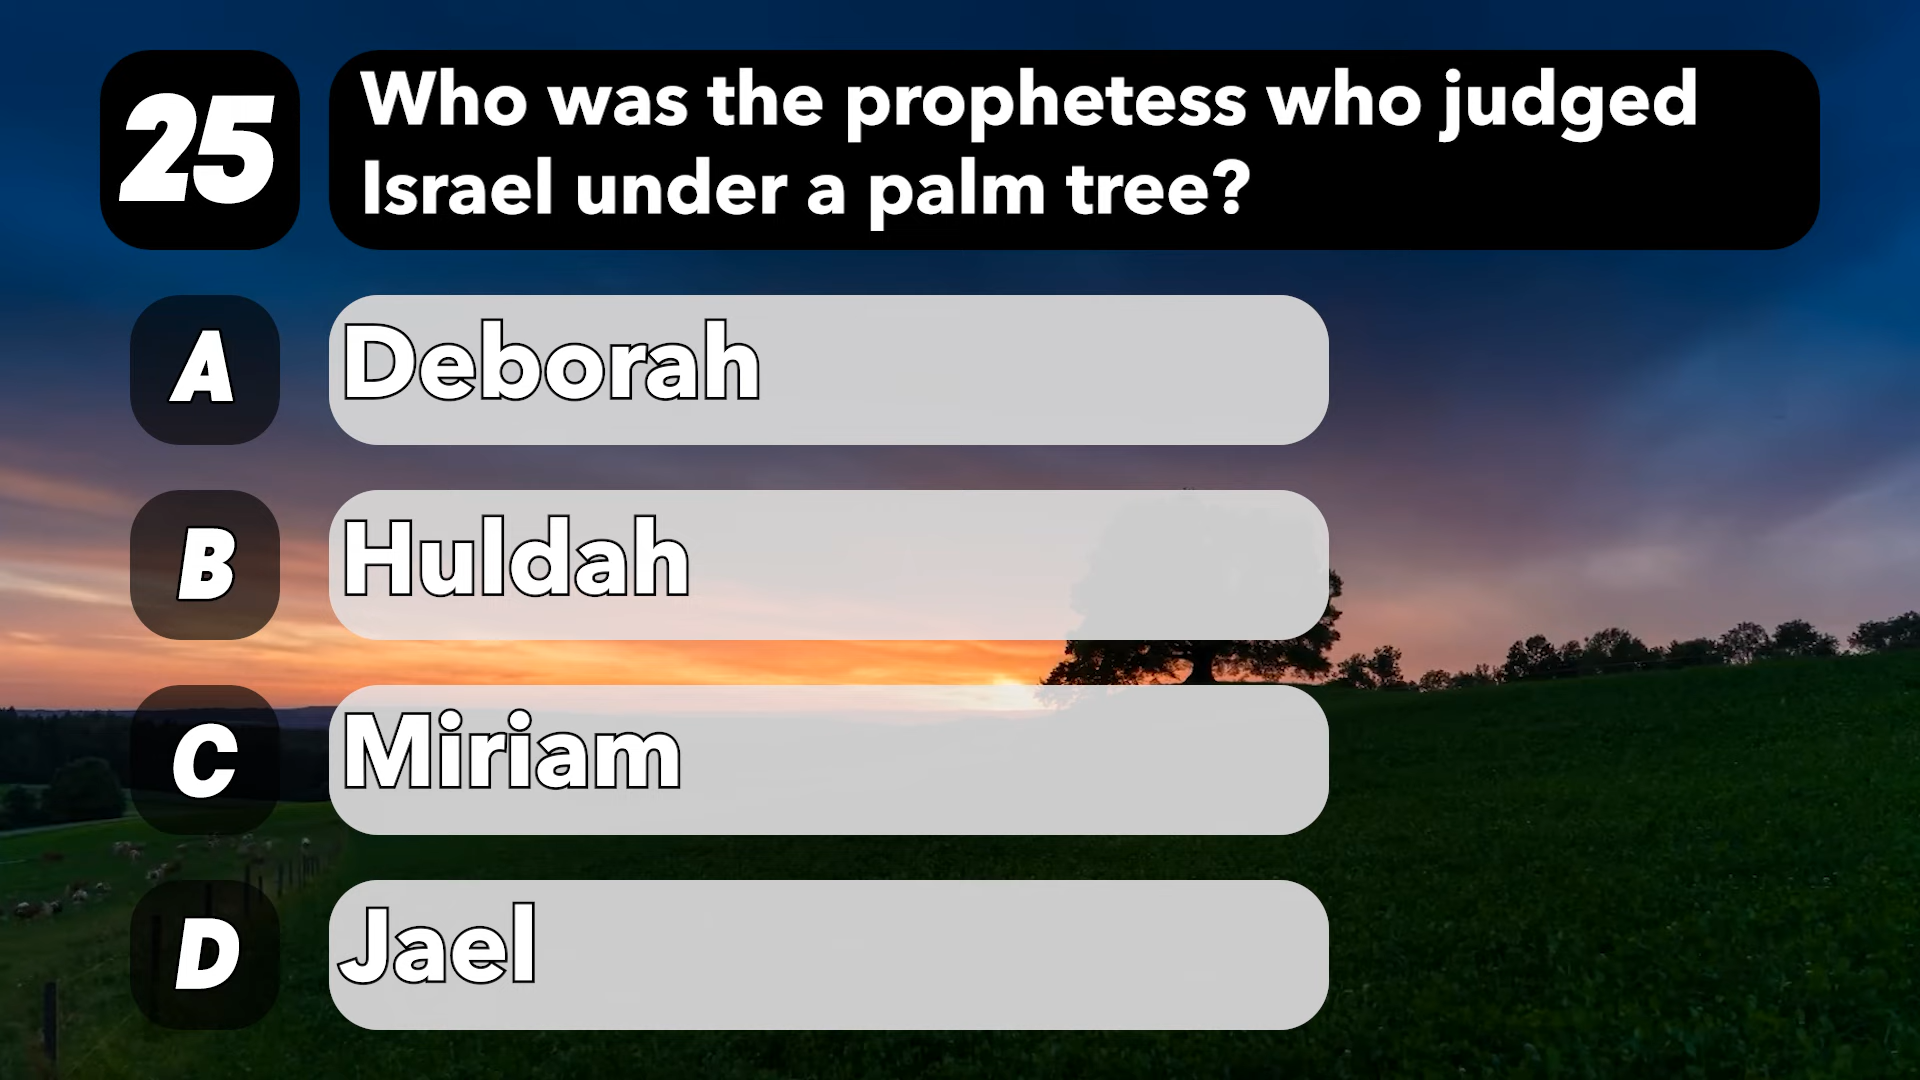 25
Who was the prophetess who judged
Israel under a palm tree?
A
Deborah
B
Huldah
C
Miriam
D
Jael